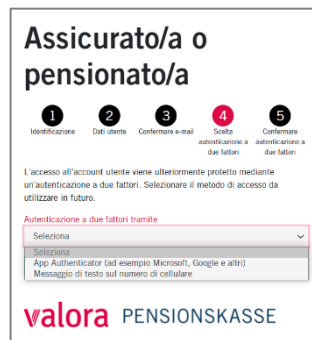 Assicurato/a o
pensionato/a
1 2 3 4 5
Identificazione Dati utente Confermare e-mail Scelta Confermare
autenticazione a autenticazione a
due fattori due fattori
L'accesso all'account utente viene ulteriormente protetto mediante
un'autenticazione a due fattori. Selezionare il metodo di accesso da
utilizzare in futuro.
Autenticazione a due fattori tramite
Seleziona
Seleziona
App Authenticator (ad esempio Microsoft, Google e altri)
Messaggio di testo sul numero di cellulare
valora PENSIONSKASSE